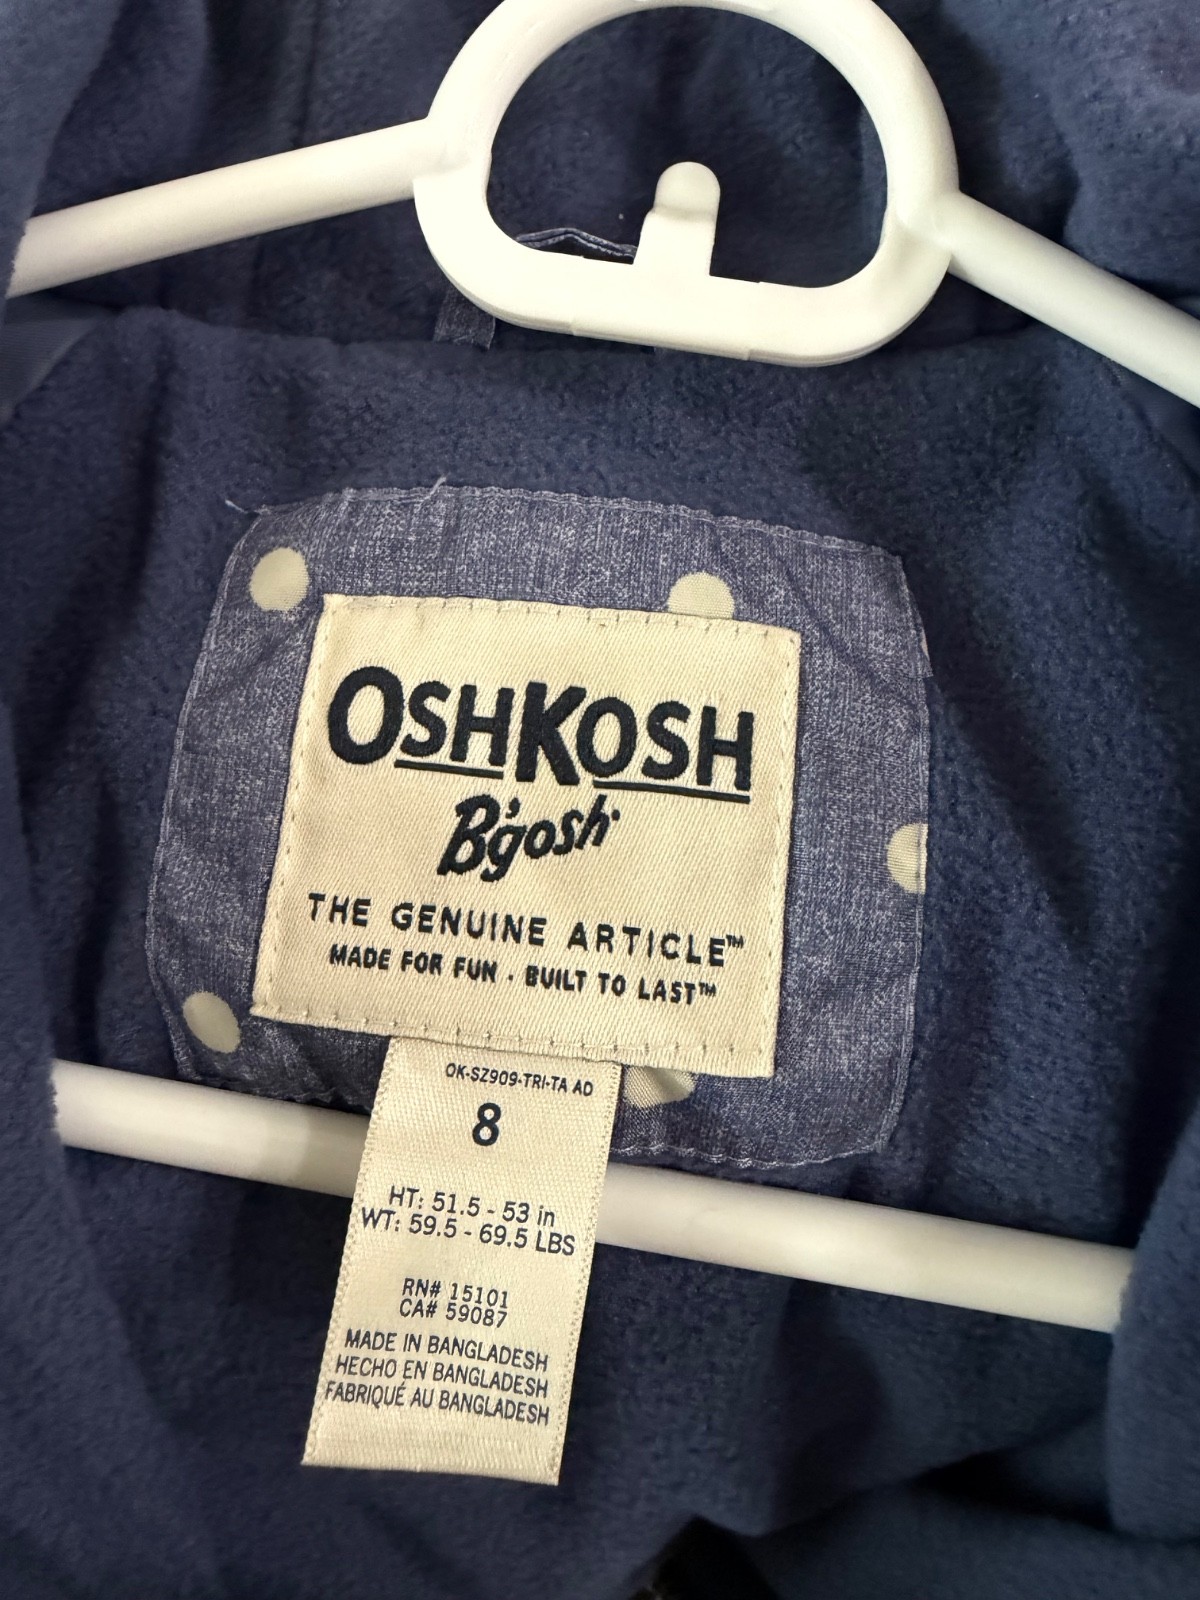 OSHKOSH
B'gosh
THE GENUINE ARTICLE™
MADE FOR FUN · BUILT TO LAST™
OK-SZ909-TRI-TA AD
8
HT: 51.5 - 53 in
WT: 59.5 - 69.5 LBS
RN# 15101
CA# 59087
MADE IN BANGLADESH
HECHO EN BANGLADESH
FABRIQUÉ AU BANGLADESH